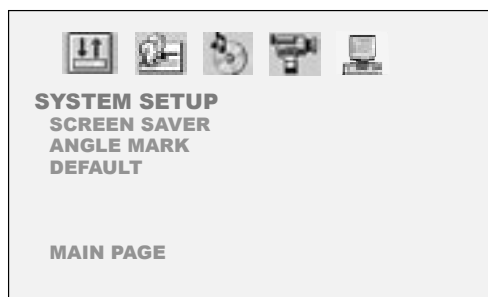 SYSTEM SETUP
SCREEN SAVER
ANGLE MARK
DEFAULT
MAIN PAGE